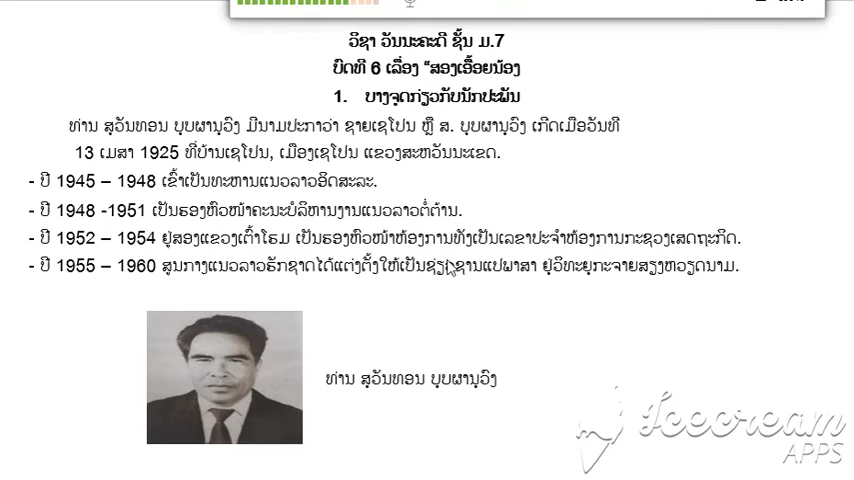 ວິຊາ ວັນນະຄະດີ ຊັ້ນ ມ.7
ບົດທີ 6 ເລື່ອງ “ສອງເອື້ອຍນ້ອງ
1. ບາງຈຸດກ່ຽວກັບນັກປະພັນ
ທ່ານ ສຸວັນທອນ ບຸບຜານຸວົງ ມີນາມປະກາວ່າ ຊາຍເຊໂປນ ຫຼື ສ. ບຸບຜານຸວົງ ເກີດເມື່ອວັນທີ
13 ເມສາ 1925 ທີ່ບ້ານເຊໂປນ, ເມືອງເຊໂປນ ແຂວງສະຫວັນນະເຂດ.
- ປີ 1945 – 1948 ເຂົ້າເປັນທະຫານແນວລາວອິດສະລະ.
- ປີ 1948 -1951 ເປັນຮອງຫົວໜ້າຄະນະບໍລິຫານງານແນວລາວຕໍ່ຕ້ານ.
- ປີ 1952 – 1954 ຢູ່ສອງແຂວງເຕົ້າໂຮມ ເປັນຮອງຫົວໜ້າຫ້ອງການທັງເປັນເລຂາປະຈຳຫ້ອງການກະຊວງເສດຖະກິດ.
- ປີ 1955 – 1960 ສູນກາງແນວລາວຮັກຊາດໄດ້ແຕ່ງຕັ້ງໃຫ້ເປັນຊ່ຽວຊານແປພາສາ ຢູ່ວິທະຍຸກະຈາຍສຽງຫວຽດນາມ.
ທ່ານ ສຸວັນທອນ ບຸບຜານຸວົງ
Icecream
APPS